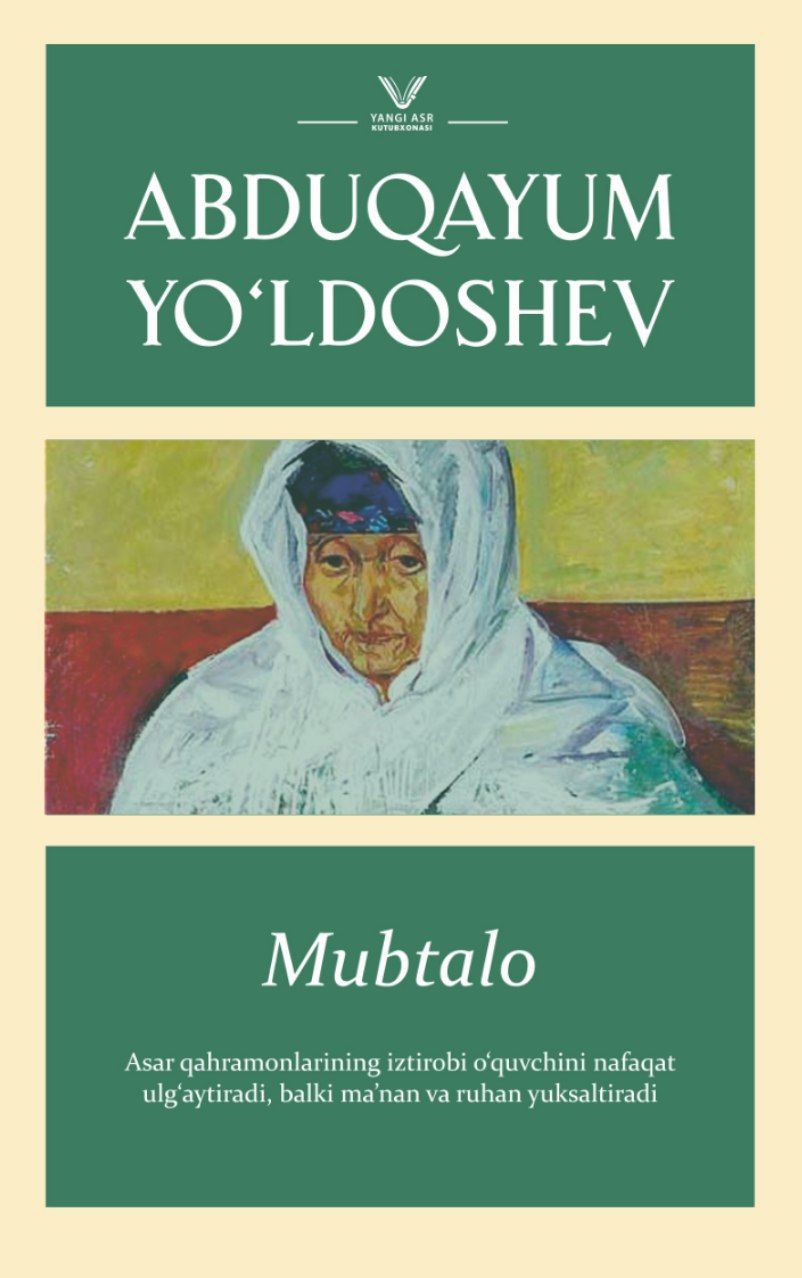 YANGI ASR
KUTUBXONASI
ABDUQAYUM
YO‘LDOSHEV
Mubtalo
Asar qahramonlarining iztirobi o‘quvchini nafaqat
ulg‘aytiradi, balki ma’nan va ruhan yuksaltiradi